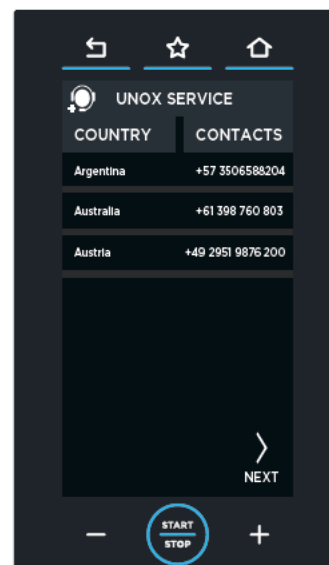 UNOX SERVICE
COUNTRY CONTACTS
Argentina +57 3506588204
Australia +61 398 760 803
Austria +49 2951 9876 200
NEXT
− START STOP +